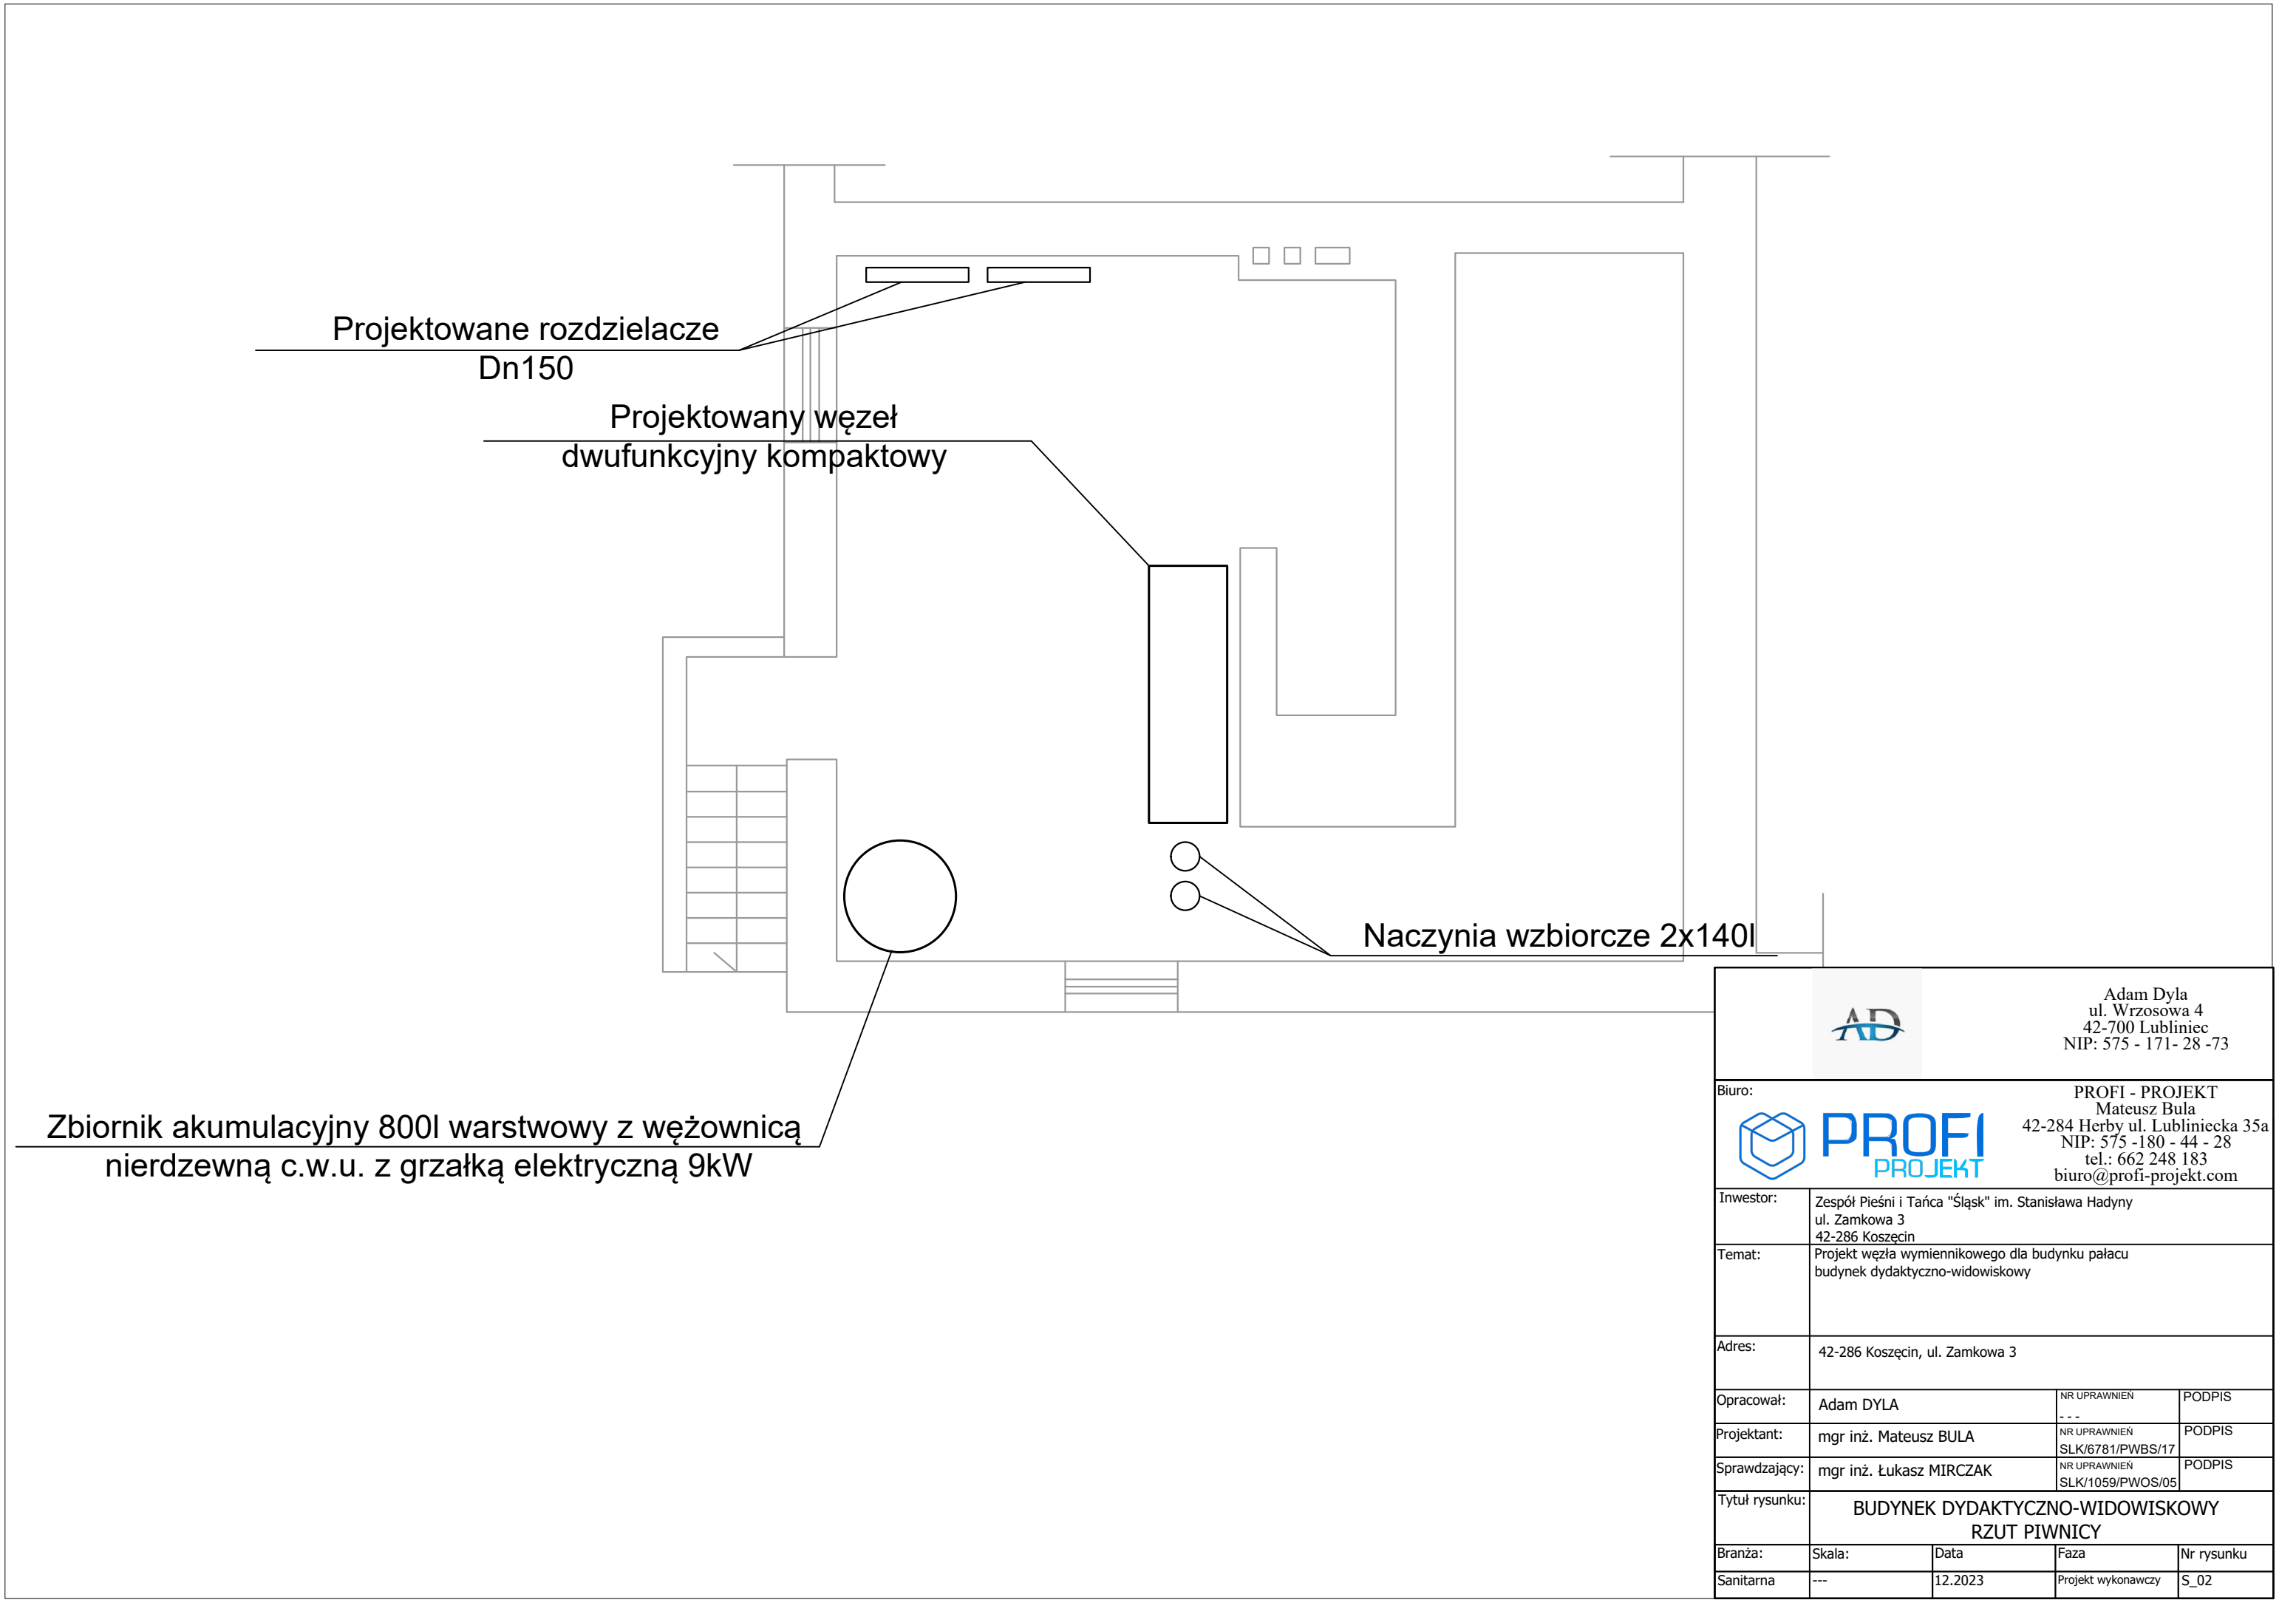 Projektowane rozdzielacze
Dn150
Projektowany węzeł
dwufunkcyjny kompaktowy
Naczynia wzbiorcze 2x140l
Zbiornik akumulacyjny 800l warstwowy z wężownicą
nierdzewną c.w.u. z grzałką elektryczną 9kW
AD
Adam Dyla
ul. Wrzosowa 4
42-700 Lubliniec
NIP: 575 - 171- 28 -73
Biuro:
PROFI
PROJEKT
PROFI - PROJEKT
Mateusz Bula
42-284 Herby ul. Lubliniecka 35a
NIP: 575 -180 - 44 - 28
tel.: 662 248 183
biuro@profi-projekt.com
Inwestor:
Zespół Pieśni i Tańca "Śląsk" im. Stanisława Hadyny
ul. Zamkowa 3
42-286 Koszęcin
Temat:
Projekt węzła wymiennikowego dla budynku pałacu
budynek dydaktyczno-widowiskowy
Adres:
42-286 Koszęcin, ul. Zamkowa 3
Opracował:
Adam DYLA
NR UPRAWNIEŃ
- - -
PODPIS
Projektant:
mgr inż. Mateusz BULA
NR UPRAWNIEŃ
SLK/6781/PWBS/17
PODPIS
Sprawdzający:
mgr inż. Łukasz MIRCZAK
NR UPRAWNIEŃ
SLK/1059/PWOS/05
PODPIS
Tytuł rysunku:
BUDYNEK DYDAKTYCZNO-WIDOWISKOWY
RZUT PIWNICY
Branża:
Skala:
Data
Faza
Nr rysunku
Sanitarna
---
12.2023
Projekt wykonawczy
S_02